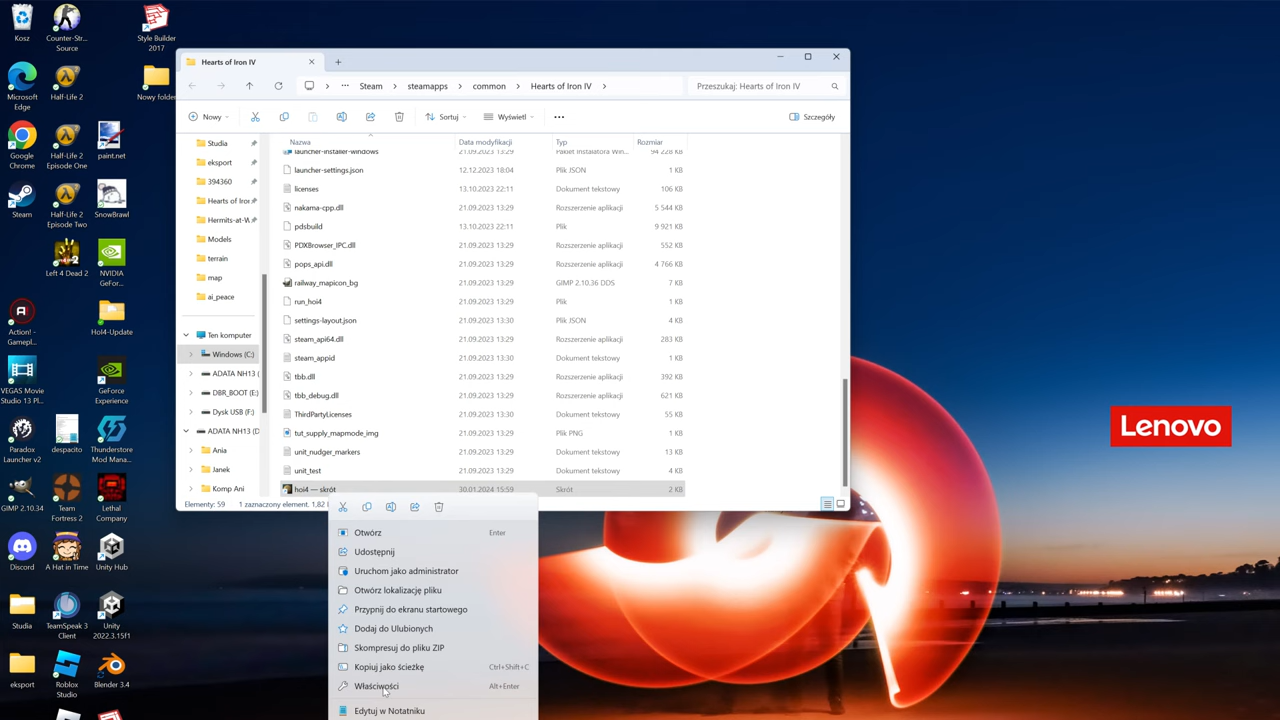 Kosz
Counter-Str...
Source
Style Builder
2017
Microsoft
Edge
Half-Life 2
Nowy folder
Google
Chrome
Half-Life 2
Episode One
paint.net
Steam
Half-Life 2
Episode Two
SnowBrawl
Left 4 Dead 2
NVIDIA
GeFor...
Action! -
Gampl...
HoI4-Update
VEGAS Movie
Studio 13 Pl...
GeForce
Experience
Paradox
Launcher v2
despacito
Thunderstore
Mod Mana...
GIMP 2.10.34
Team
Fortress 2
Lethal
Company
Discord
A Hat in Time
Unity Hub
Studia
TeamSpeak 3
Client
Unity
2022.3.15f1
eksport
Roblox
Studio
Blender 3.4
Hearts of Iron IV
Steam
steamapps
common
Hearts of Iron IV
Przeszukaj: Hearts of Iron IV
Nowy
Sortuj
Wyświetl
Szczegóły
Studia
eksport
394360
Hearts of Iron
Hermits-at-W
Models
terrain
map
ai_peace
Ten komputer
Windows (C:)
ADATA NH13 (
DBR_BOOT (E:)
Dysk USB (F:)
ADATA NH13 (D
Ania
Janek
Komp Ani
Nazwa Data modyfikacji Typ Rozmiar
launcher-installer-windows 21.09.2023 13:29 Pakiet Instalatora Win... 94 228 KB
launcher-settings.json 12.12.2023 18:04 Plik JSON 1 KB
licenses 13.10.2023 22:11 Dokument tekstowy 106 KB
nakama-cpp.dll 21.09.2023 13:29 Rozszerzenie aplikacji 5 544 KB
pdsbuild 13.10.2023 22:11 Plik 9 921 KB
PDXBrowser_IPC.dll 21.09.2023 13:29 Rozszerzenie aplikacji 552 KB
pops_api.dll 21.09.2023 13:29 Rozszerzenie aplikacji 4 766 KB
railway_mapicon_bg 21.09.2023 13:29 GIMP 2.10.36 DDS 7 KB
run_hoi4 21.09.2023 13:29 Plik 1 KB
settings-layout.json 21.09.2023 13:30 Plik JSON 4 KB
steam_api64.dll 21.09.2023 13:29 Rozszerzenie aplikacji 283 KB
steam_appid 21.09.2023 13:30 Dokument tekstowy 1 KB
tbb.dll 21.09.2023 13:29 Rozszerzenie aplikacji 392 KB
tbb_debug.dll 21.09.2023 13:29 Rozszerzenie aplikacji 621 KB
ThirdPartyLicenses 21.09.2023 13:30 Dokument tekstowy 55 KB
tut_supply_mapmode_img 21.09.2023 13:29 Plik PNG 1 KB
unit_nudger_markers 21.09.2023 13:29 Dokument tekstowy 13 KB
unit_test 21.09.2023 13:29 Dokument tekstowy 4 KB
hoi4 — skrót 30.01.2024 15:59 Skrót 2 KB
Elementy: 59 1 zaznaczony element. 1,82
Otwórz Enter
Udostępnij
Uruchom jako administrator
Otwórz lokalizację pliku
Przypnij do ekranu startowego
Dodaj do Ulubionych
Skompresuj do pliku ZIP
Kopiuj jako ścieżkę Ctrl+Shift+C
Właściwości Alt+Enter
Edytuj w Notatniku
Lenovo